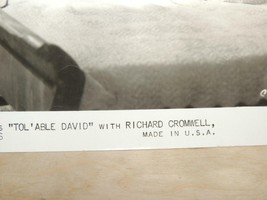 "TOL'ABLE DAVID" WITH RICHARD CROMWELL,
MADE IN U.S.A.